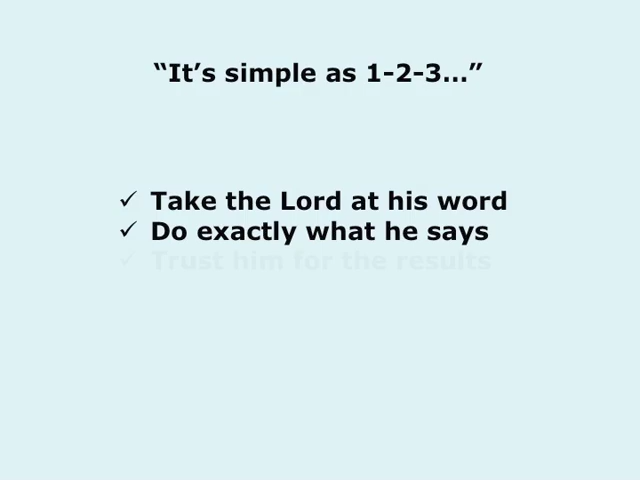 “It’s simple as 1-2-3…”
✓ Take the Lord at his word
✓ Do exactly what he says
✓ Trust him for the results